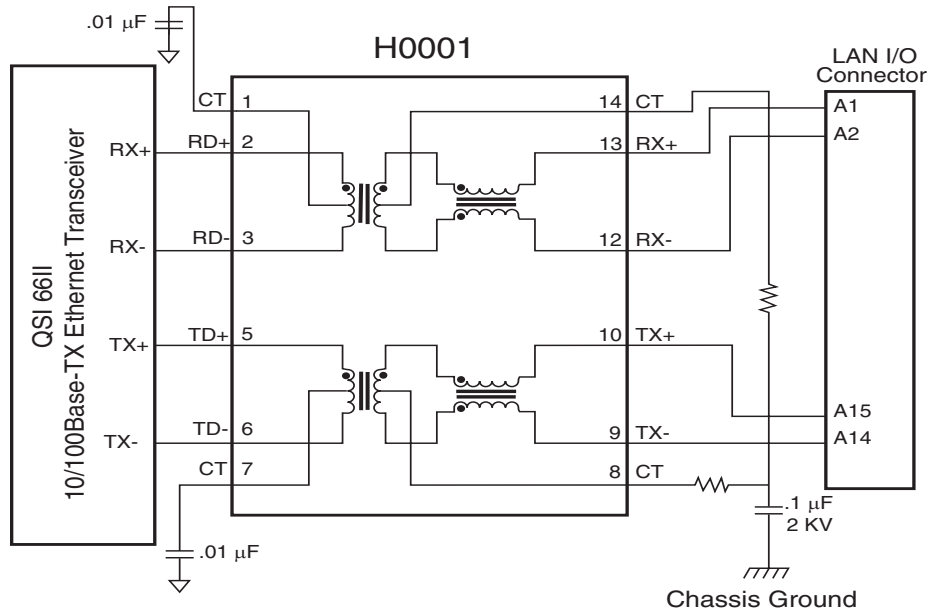 .01 µF
H0001
LAN I/O
Connector
QSI 66II
10/100Base-TX Ethernet Transceiver
RX+
RX-
TX+
TX-
CT 1
RD+ 2
RD- 3
TD+ 5
TD- 6
CT 7
14 CT
13 RX+
12 RX-
10 TX+
9 TX-
8 CT
A1
A2
A15
A14
.01 µF
.1 µF
2 KV
Chassis Ground